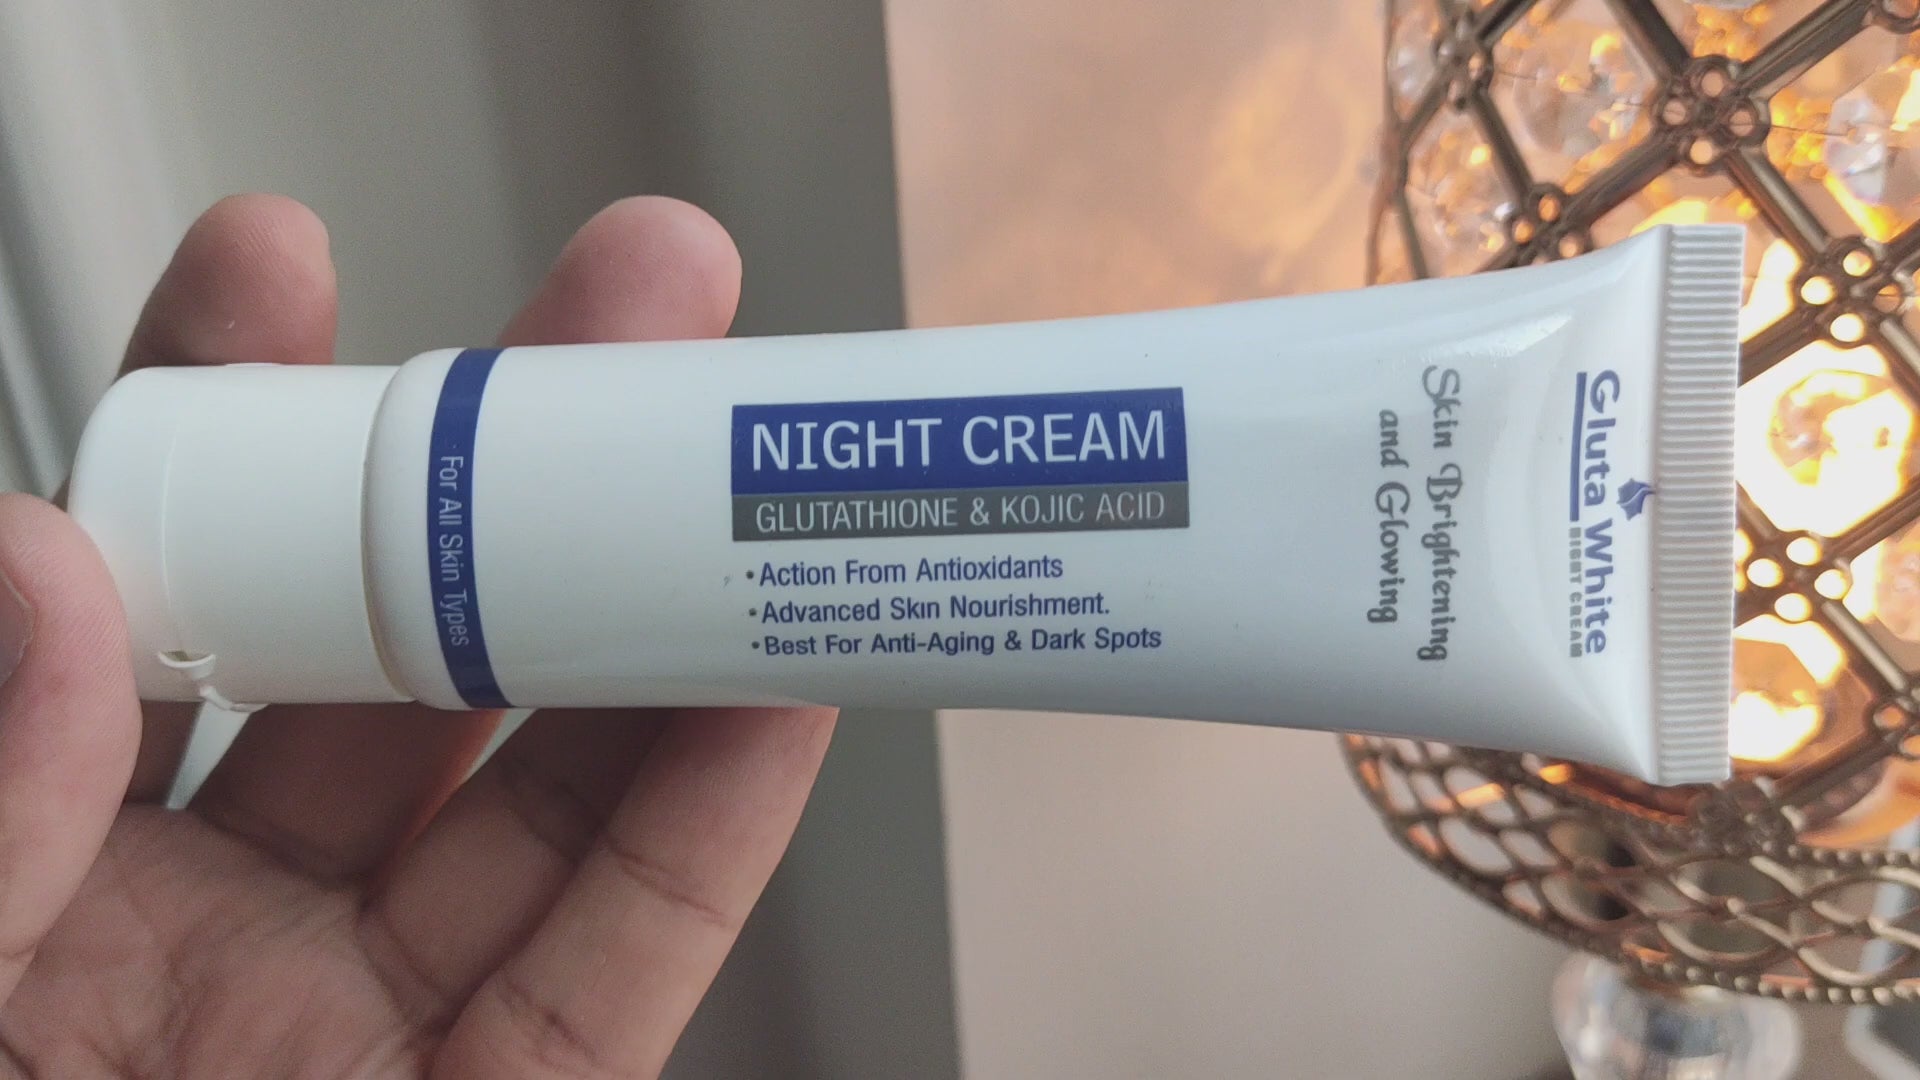 NIGHT CREAM
GLUTATHIONE & KOJIC ACID
•Action From Antioxidants
•Advanced Skin Nourishment.
•Best For Anti-Aging & Dark Spots
For All Skin Types
Skin Brightening
and Glowing
Gluta White
NIGHT CREAM